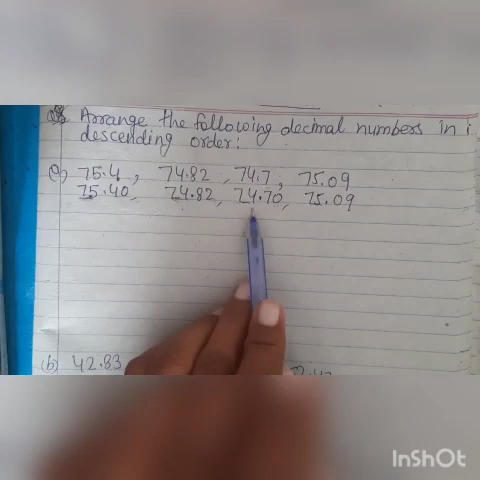 Arrange the following decimal numbers in
descending order:
75.4, 74.82, 74.7, 75.09
75.40, 74.82, 74.70, 75.09
(b) 42.83
InShOt